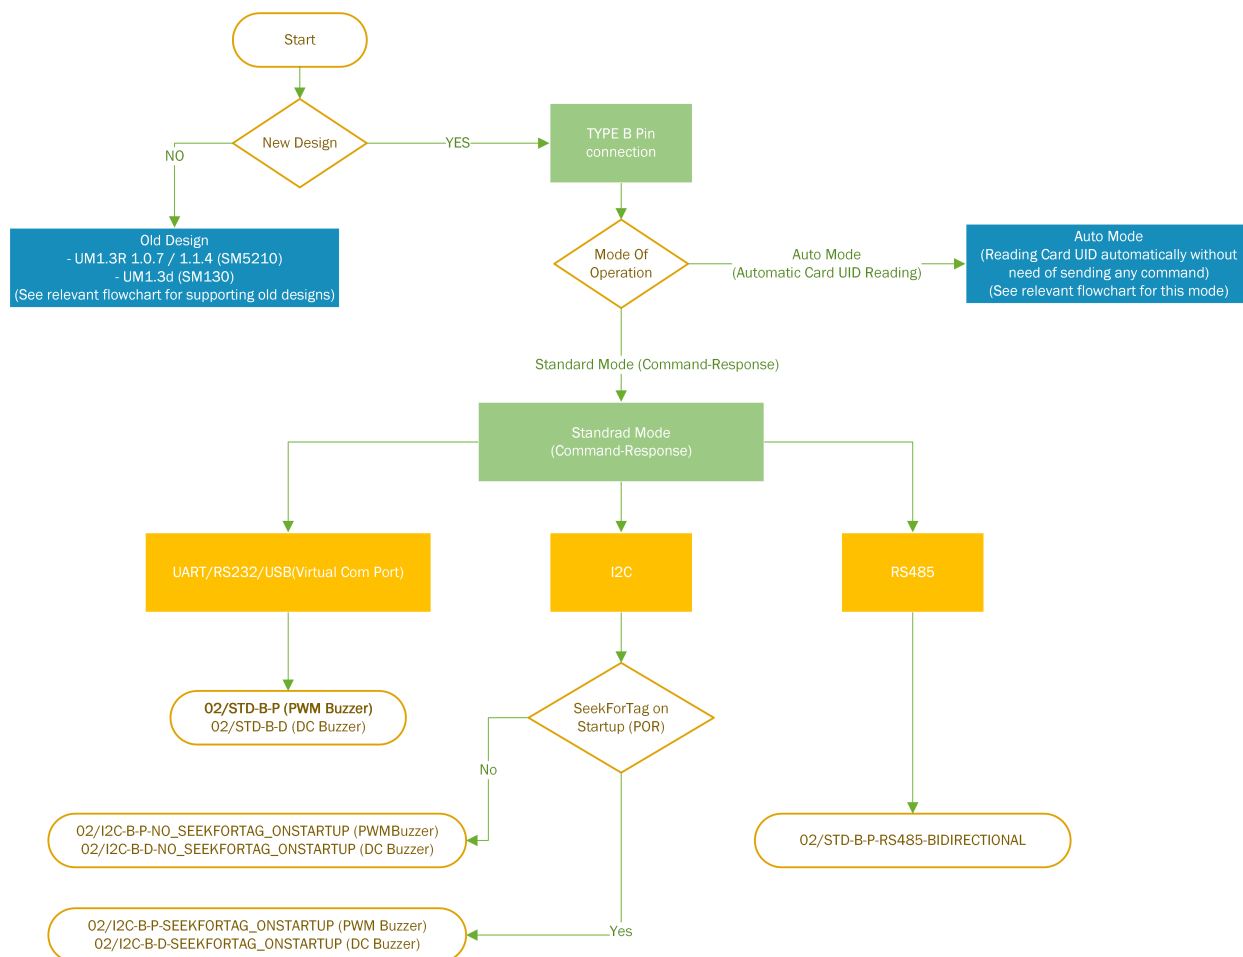 Start
New Design
YES
NO
TYPE B Pin
connection
Old Design
- UM1.3R 1.0.7 / 1.1.4 (SM5210)
- UM1.3d (SM130)
(See relevant flowchart for supporting old designs)
Mode Of
Operation
Auto Mode
(Automatic Card UID Reading)
Auto Mode
(Reading Card UID automatically without
need of sending any command)
(See relevant flowchart for this mode)
Standard Mode (Command-Response)
Standrad Mode
(Command-Response)
UART/RS232/USB(Virtual Com Port)
I2C
RS485
02/STD-B-P (PWM Buzzer)
02/STD-B-D (DC Buzzer)
SeekForTag on
Startup (POR)
No
02/I2C-B-P-NO_SEEKFORTAG_ONSTARTUP (PWMBuzzer)
02/I2C-B-D-NO_SEEKFORTAG_ONSTARTUP (DC Buzzer)
02/STD-B-P-RS485-BIDIRECTIONAL
Yes
02/I2C-B-P-SEEKFORTAG_ONSTARTUP (PWM Buzzer)
02/I2C-B-D-SEEKFORTAG_ONSTARTUP (DC Buzzer)